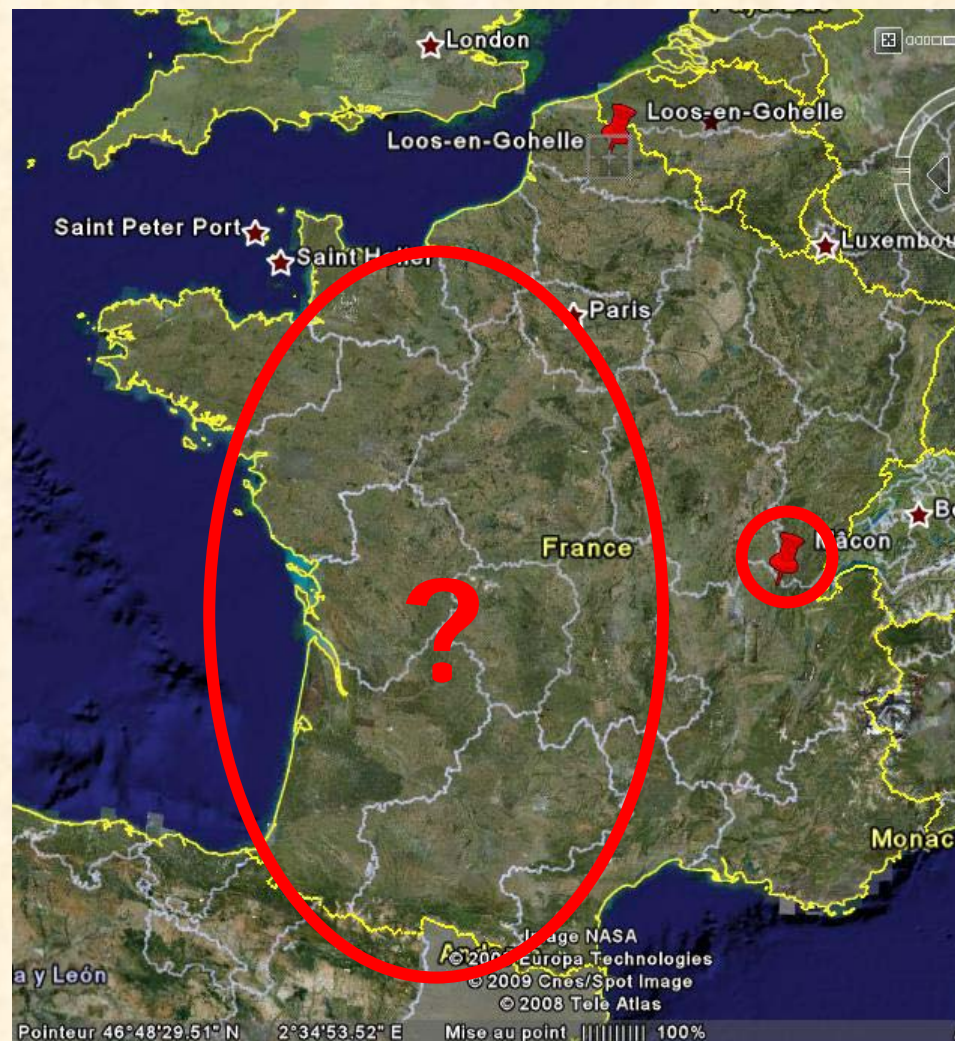 London
Loos-en-Gohelle
Loos-en-Gohelle
Saint Peter Port
Saint Helier
Luxembou
Paris
Be
France
Mâcon
?
Monac
Image NASA
Europa Technologies
© 2009 Cnes/Spot Image
© 2008 Tele Atlas
a y León
Pointeur 46°48'29.51" N 2°34'53.52" E Mise au point |||||||||| 100%